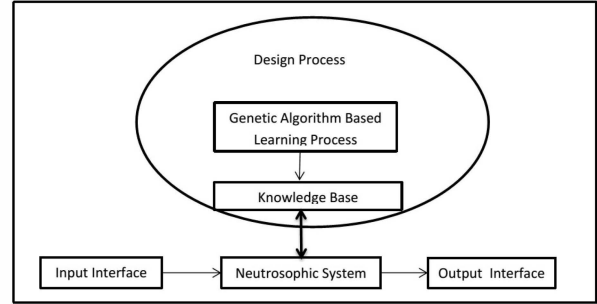 Design Process
Genetic Algorithm Based
Learning Process
Knowledge Base
Input Interface
Neutrosophic System
Output Interface